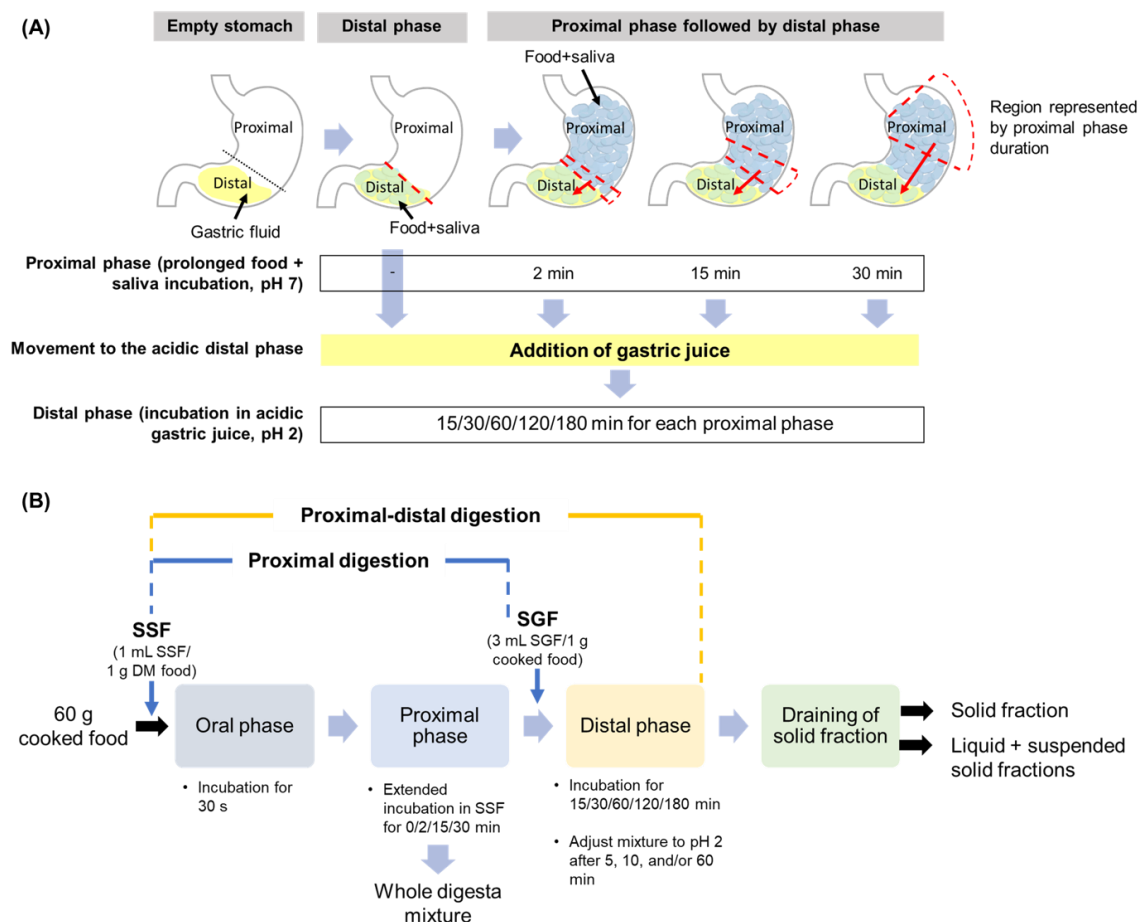 (A)
Empty stomach
Distal phase
Proximal phase followed by distal phase
Food+saliva
Proximal
Distal
Gastric fluid
Proximal
Distal
Food+saliva
Proximal
Distal
Proximal
Distal
Proximal
Distal
Region represented
by proximal phase
duration
Proximal phase (prolonged food +
saliva incubation, pH 7)
-
2 min
15 min
30 min
Movement to the acidic distal phase
Addition of gastric juice
Distal phase (incubation in acidic
gastric juice, pH 2)
15/30/60/120/180 min for each proximal phase
(B)
Proximal-distal digestion
Proximal digestion
SSF
(1 mL SSF/
1 g DM food)
SGF
(3 mL SGF/1 g
cooked food)
60 g
cooked food
Oral phase
Proximal
phase
Distal phase
Draining of
solid fraction
Solid fraction
Liquid + suspended
solid fractions
• Incubation for
30 s
• Extended
incubation in SSF
for 0/2/15/30 min
• Incubation for
15/30/60/120/180 min
• Adjust mixture to pH 2
after 5, 10, and/or 60
min
Whole digesta
mixture